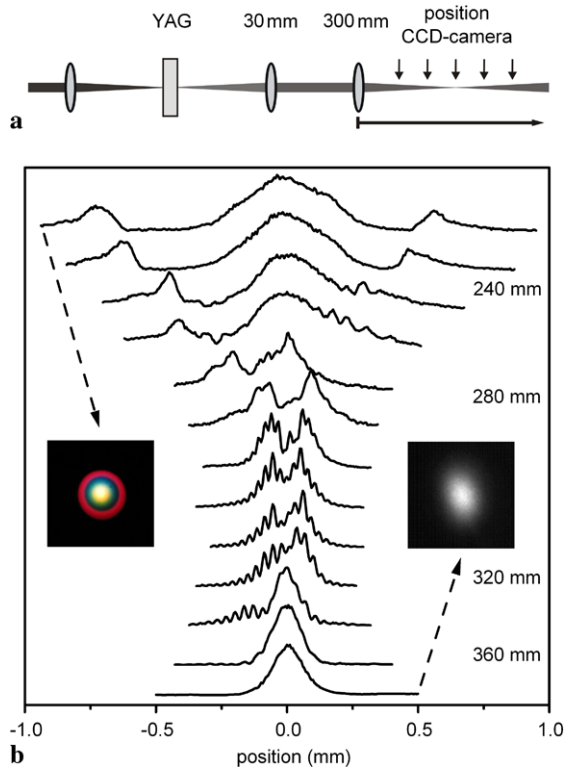 YAG 30 mm 300 mm position
CCD-camera
a
240 mm
280 mm
320 mm
360 mm
-1.0 -0.5 0.0 0.5 1.0
b position (mm)